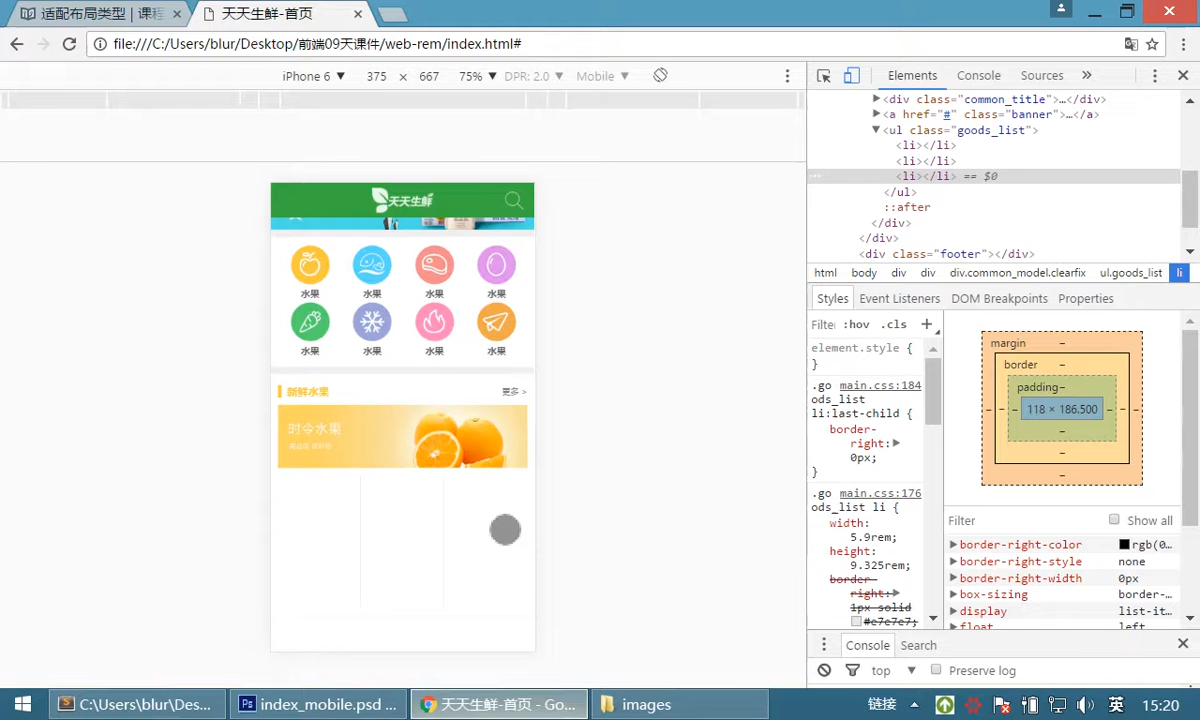 适配布局类型 | 课程
天天生鲜-首页
file:///C:/Users/blur/Desktop/前端09天课件/web-rem/index.html#
iPhone 6 ▼ 375 × 667 75% ▼ DPR: 2.0 ▼ Mobile ▼
天天生鲜
水果 水果 水果 水果
水果 水果 水果 水果
新鲜水果 更多 >
时令水果
Elements Console Sources »
▶<div class="common_title">…</div>
▶<a href="#" class="banner">…</a>
▼<ul class="goods_list">
<li></li>
<li></li>
<li></li> == $0
</ul>
::after
</div>
</div>
<div class="footer"></div>
html body div div div.common_model.clearfix ul.goods_list li
Styles Event Listeners DOM Breakpoints Properties
Filter :hov .cls +
element.style {
}
.go main.css:184
ods_list
li:last-child {
border-
right:▶
0px;
}
.go main.css:176
ods_list li {
width:
5.9rem;
height:
9.325rem;
border-
right:▶
1px solid
#e7e7e7;
margin –
border –
padding–
– – – 118 × 186.500 – – –
–
–
–
Filter Show all
▶border-right-color rgb(0…
▶border-right-style none
▶border-right-width 0px
▶box-sizing border-…
▶display list-it…
▶float left
Console Search
top ▼ Preserve log
C:\Users\blur\Des...
index_mobile.psd ...
天天生鲜-首页 - Go...
images
链接
英
15:20